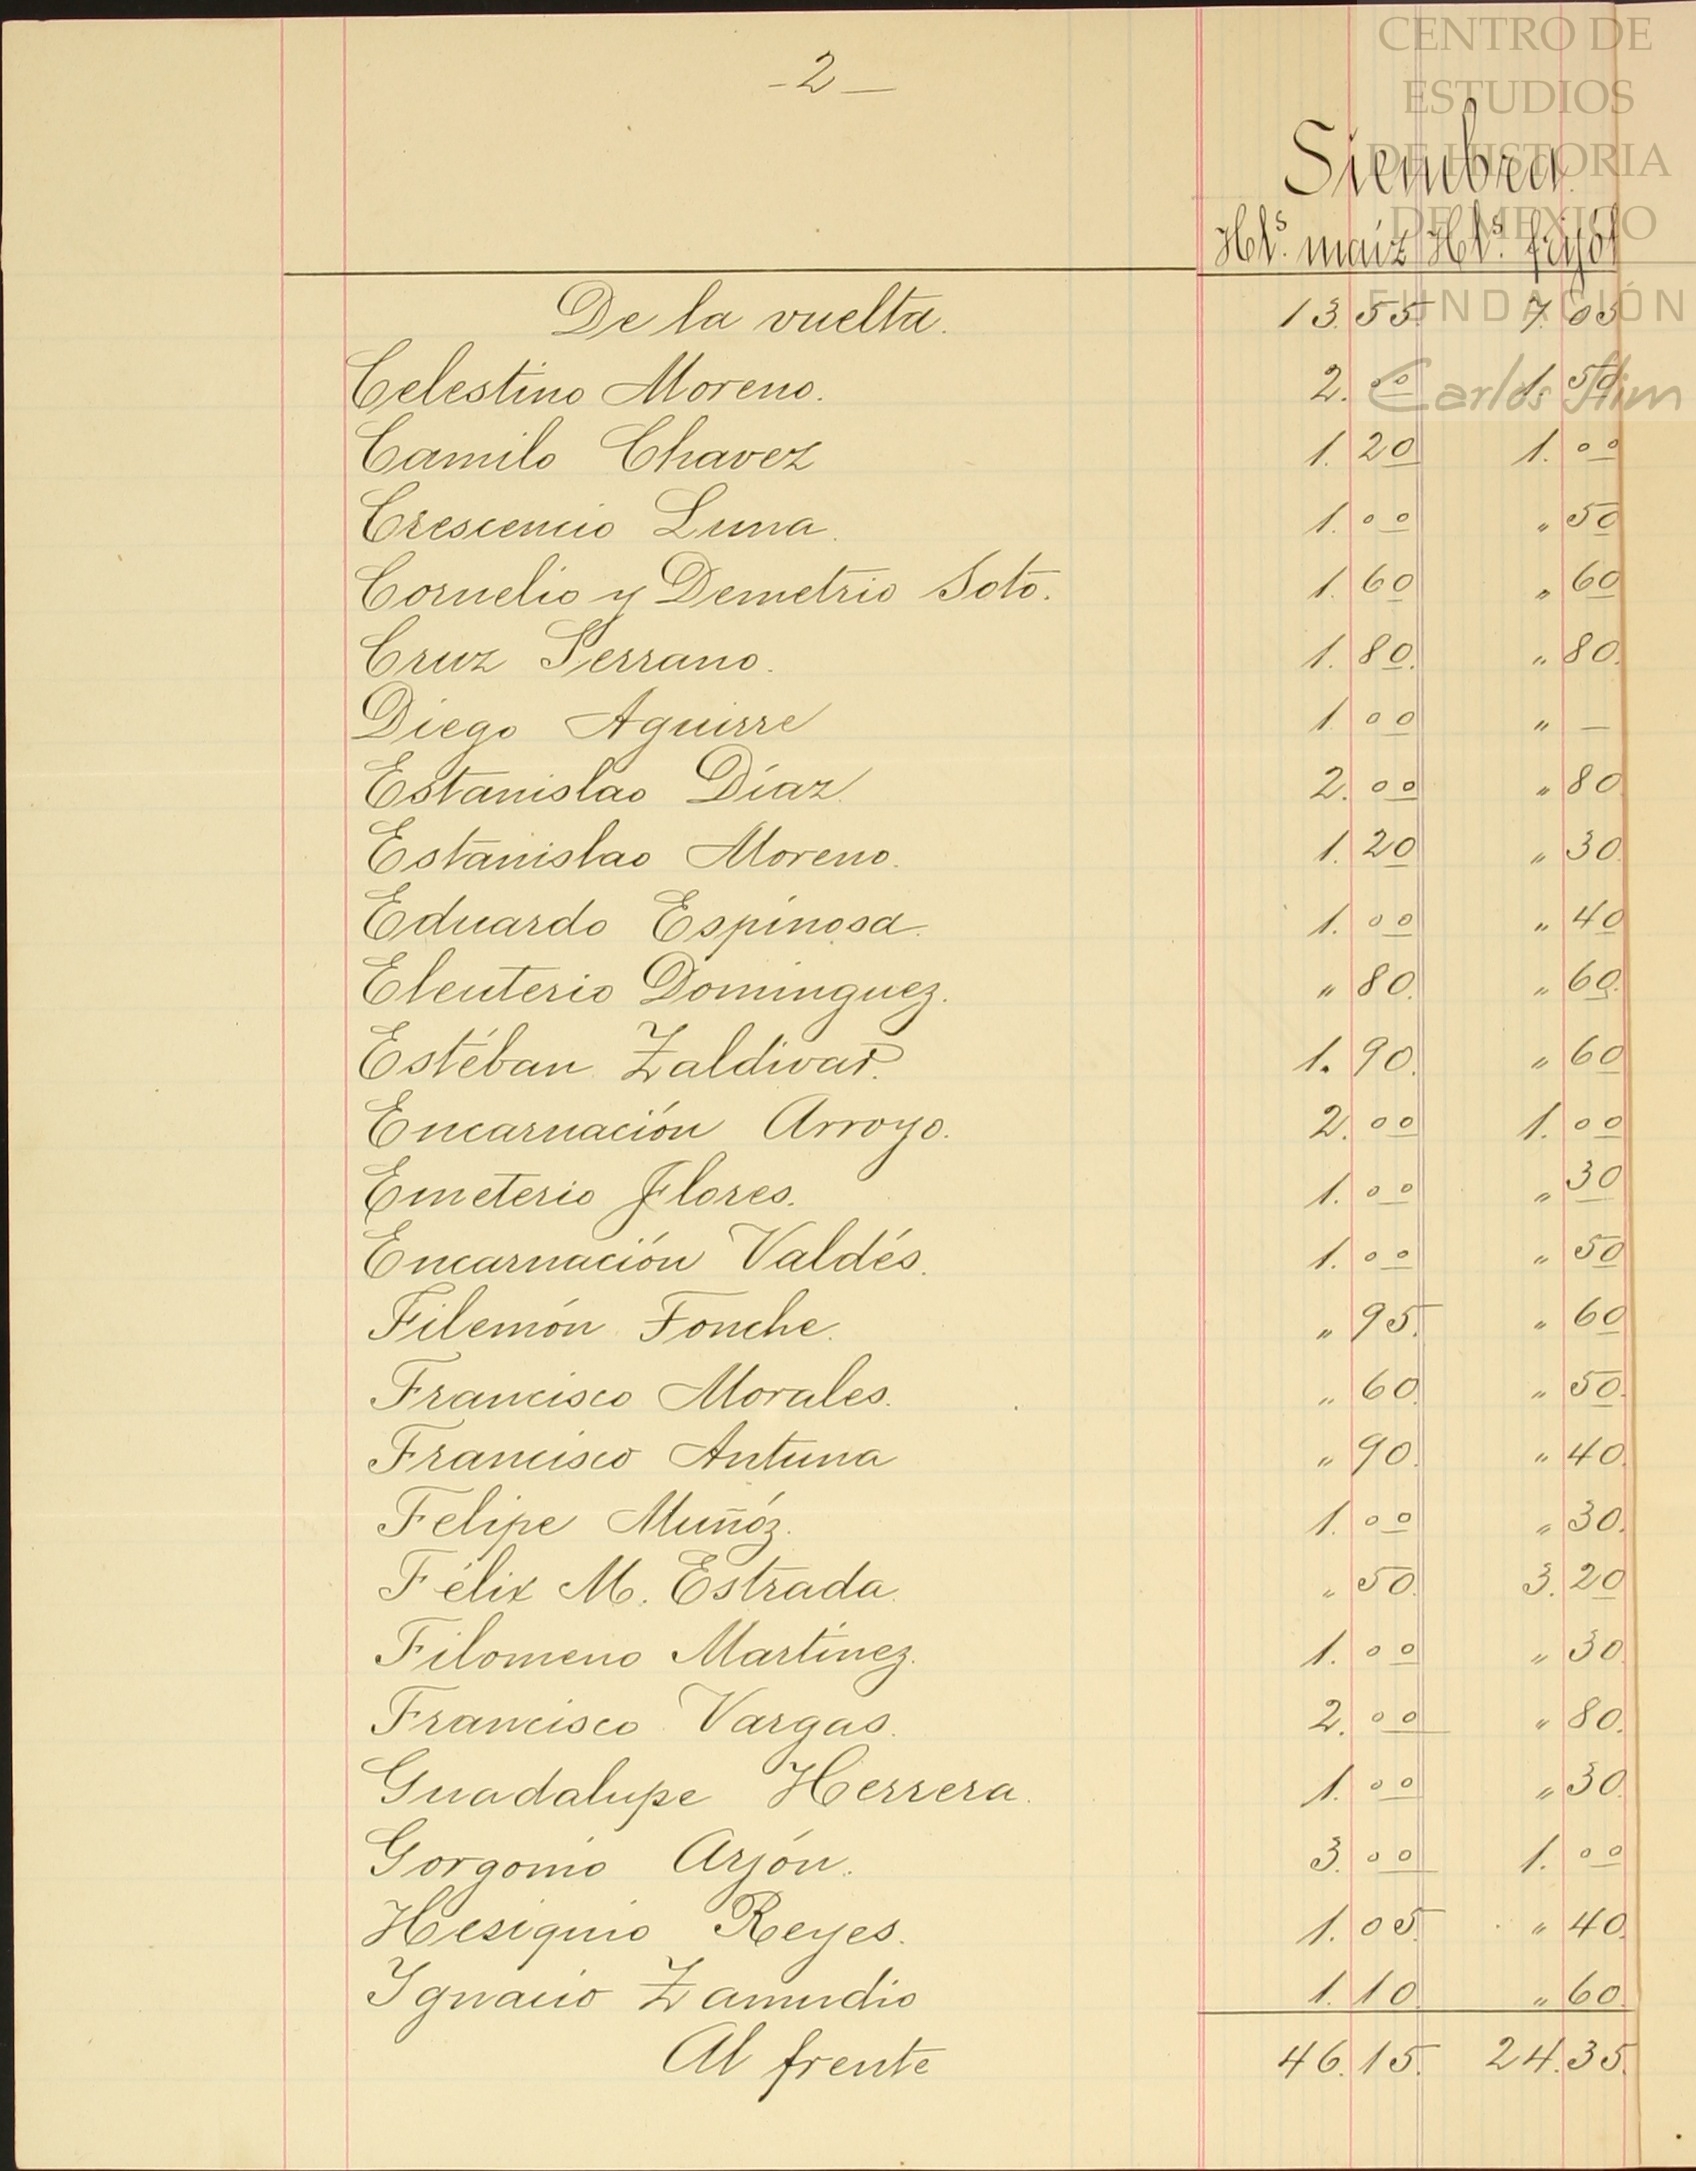 -2-
CENTRO DE
ESTUDIOS
DE HISTORIA
DE MEXICO
FUNDACIÓN
Carlos Slim
Siembra.
Hl.s maíz Hl.s frijól
De la vuelta. 13.55. 7.05
Celestino Moreno. 2.00 1.50
Camilo Chavez 1.20 1.00
Crescencio Luna. 1.00 „ 50
Cornelio y Demetrio Soto. 1.60 „ 60
Cruz Serrano. 1.80. „ 80.
Diego Aguirre 1 00 „ —
Estanislao Díaz. 2.00 „ 80
Estanislao Moreno. 1.20 „ 30.
Eduardo Espinosa. 1.00 „ 40
Eleuterio Dominguez. „ 80. „ 60.
Estéban Zaldivar. 1.90. „ 60
Encarnación Arroyo. 2.00 1.00
Emeterio Flores. 1.00 „ 30
Encarnación Valdés. 1.00 „ 50
Filemón Fonche. „ 95. „ 60
Francisco Morales. „ 60. „ 50.
Francisco Antuna „ 90. „ 40.
Felipe Muñóz. 1.00 „ 30.
Félix M. Estrada. „ 50. 3.20
Filomeno Martinez. 1.00 „ 30.
Francisco Vargas. 2.00 „ 80.
Guadalupe Herrera. 1.00 „ 30.
Gorgonio Arjón. 3.00 1.00
Hesiquio Reyes. 1.05. „ 40.
Ygnacio Zamudio 1.10. „ 60.
Al frente 46.15. 24.35.